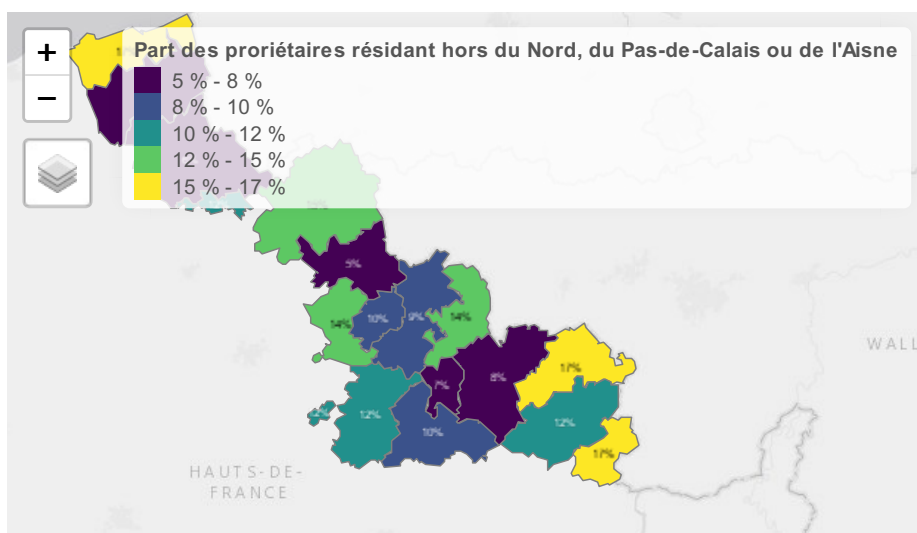 +
Part des proriétaires résidant hors du Nord, du Pas-de-Calais ou de l'Aisne
−
5 % - 8 %
8 % - 10 %
10 % - 12 %
12 % - 15 %
15 % - 17 %
5%
14%
10%
9%
14%
7%
8%
17%
12%
12%
10%
12%
17%
WALL
HAUTS-DE-
FRANCE